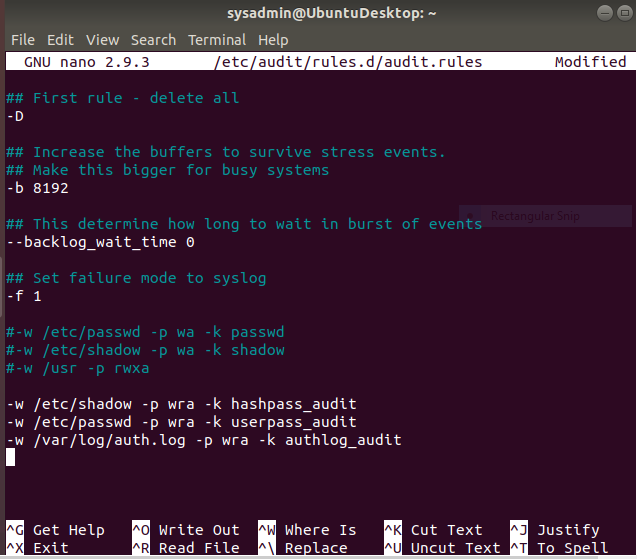 sysadmin@UbuntuDesktop: ~
File Edit View Search Terminal Help
GNU nano 2.9.3 /etc/audit/rules.d/audit.rules Modified
## First rule - delete all
-D
## Increase the buffers to survive stress events.
## Make this bigger for busy systems
-b 8192
Rectangular Snip
## This determine how long to wait in burst of events
--backlog_wait_time 0
## Set failure mode to syslog
-f 1
#-w /etc/passwd -p wa -k passwd
#-w /etc/shadow -p wa -k shadow
#-w /usr -p rwxa
-w /etc/shadow -p wra -k hashpass_audit
-w /etc/passwd -p wra -k userpass_audit
-w /var/log/auth.log -p wra -k authlog_audit
^G Get Help ^O Write Out ^W Where Is ^K Cut Text ^J Justify
^X Exit ^R Read File ^\ Replace ^U Uncut Text ^T To Spell